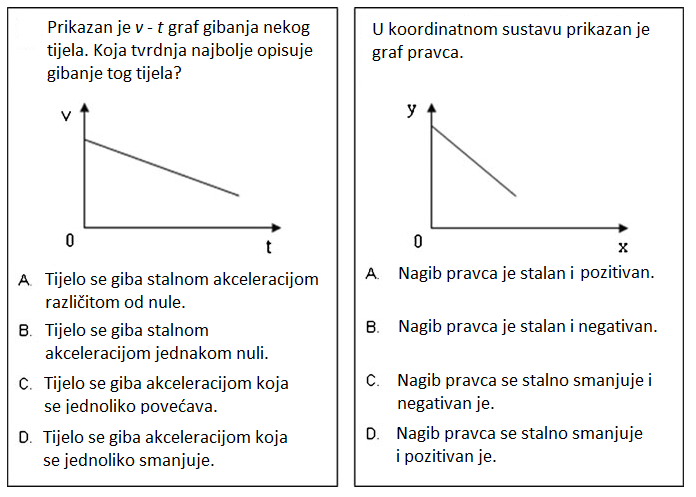 Prikazan je v - t graf gibanja nekog
tijela. Koja tvrdnja najbolje opisuje
gibanje tog tijela?
v
0
t
A. Tijelo se giba stalnom akceleracijom
različitom od nule.
B. Tijelo se giba stalnom
akceleracijom jednakom nuli.
C. Tijelo se giba akceleracijom koja
se jednoliko povećava.
D. Tijelo se giba akceleracijom koja
se jednoliko smanjuje.
U koordinatnom sustavu prikazan je
graf pravca.
y
0
x
A. Nagib pravca je stalan i pozitivan.
B. Nagib pravca je stalan i negativan.
C. Nagib pravca se stalno smanjuje i
negativan je.
D. Nagib pravca se stalno smanjuje
i pozitivan je.